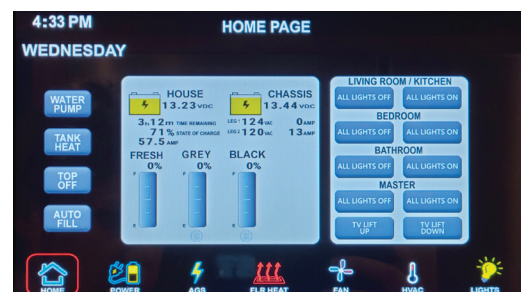 4:33 PM
HOME PAGE
WEDNESDAY
WATER
PUMP
TANK
HEAT
TOP
OFF
AUTO
FILL
HOUSE
13.23 VDC
3h 12m TIME REMAINING
71% STATE OF CHARGE
57.5 AMP
CHASSIS
13.44 VDC
LEG 1 124 VAC 0 AMP
LEG 2 120 VAC 13 AMP
FRESH
0%
F
E
GREY
0%
BLACK
0%
F
E
LIVING ROOM / KITCHEN
ALL LIGHTS OFF
ALL LIGHTS ON
BEDROOM
ALL LIGHTS OFF
ALL LIGHTS ON
BATHROOM
ALL LIGHTS OFF
ALL LIGHTS ON
MASTER
ALL LIGHTS OFF
ALL LIGHTS ON
TV LIFT
UP
TV LIFT
DOWN
HOME
POWER
AGS
FLR HEAT
FAN
HVAC
LIGHTS